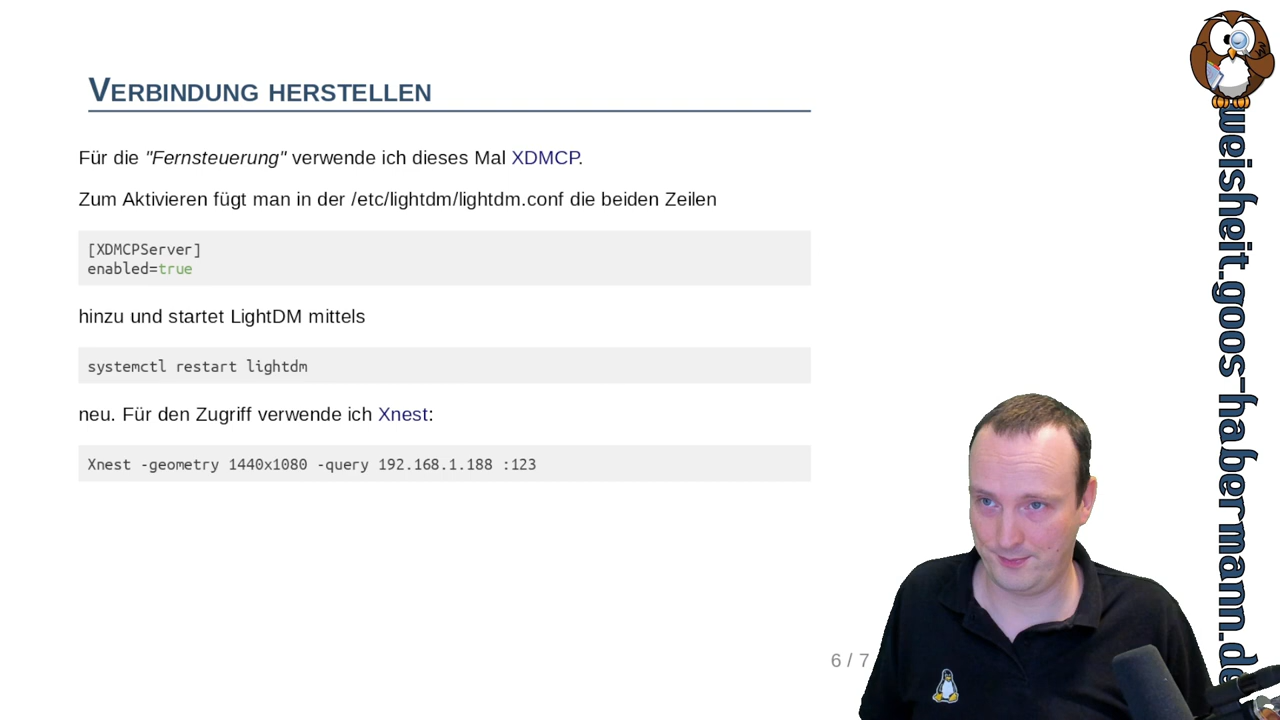 VERBINDUNG HERSTELLEN
Für die "Fernsteuerung" verwende ich dieses Mal XDMCP.
Zum Aktivieren fügt man in der /etc/lightdm/lightdm.conf die beiden Zeilen
[XDMCPServer]
enabled=true
hinzu und startet LightDM mittels
systemctl restart lightdm
neu. Für den Zugriff verwende ich Xnest:
Xnest -geometry 1440x1080 -query 192.168.1.188 :123
6 / 7
weisheit.goos-habermann.de